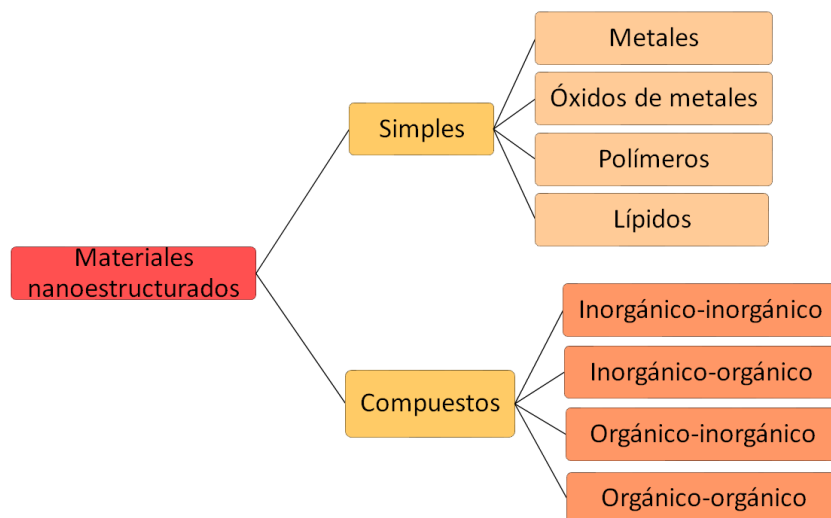 Materiales
nanoestructurados
Simples
Metales
Óxidos de metales
Polímeros
Lípidos
Compuestos
Inorgánico-inorgánico
Inorgánico-orgánico
Orgánico-inorgánico
Orgánico-orgánico